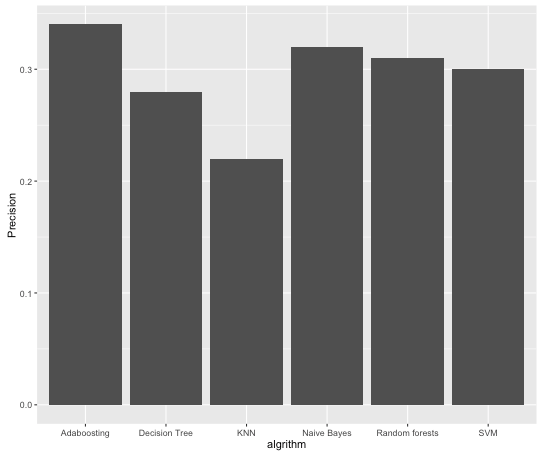 Precision
0.3
0.2
0.1
0.0
Adaboosting Decision Tree KNN Naive Bayes Random forests SVM
algrithm